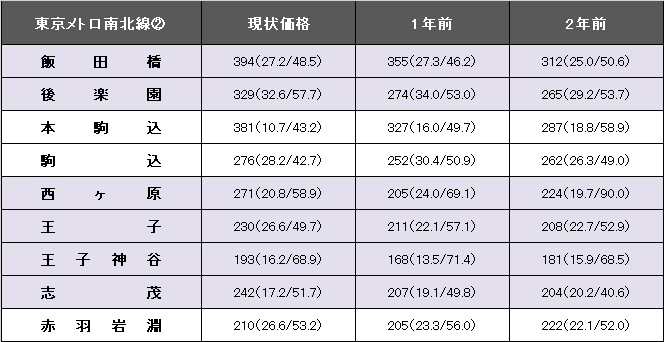 東京メトロ南北線② 現状価格 1年前 2年前
飯田橋 394(27.2/48.5) 355(27.3/46.2) 312(25.0/50.6)
後楽園 329(32.6/57.7) 274(34.0/53.0) 265(29.2/53.7)
本駒込 381(10.7/43.2) 327(16.0/49.7) 287(18.8/58.9)
駒込 276(28.2/42.7) 252(30.4/50.9) 262(26.3/49.0)
西ヶ原 271(20.8/58.9) 205(24.0/69.1) 224(19.7/90.0)
王子 230(26.6/49.7) 211(22.1/57.1) 208(22.7/52.9)
王子神谷 193(16.2/68.9) 168(13.5/71.4) 181(15.9/68.5)
志茂 242(17.2/51.7) 207(19.1/49.8) 204(20.2/40.6)
赤羽岩淵 210(26.6/53.2) 205(23.3/56.0) 222(22.1/52.0)